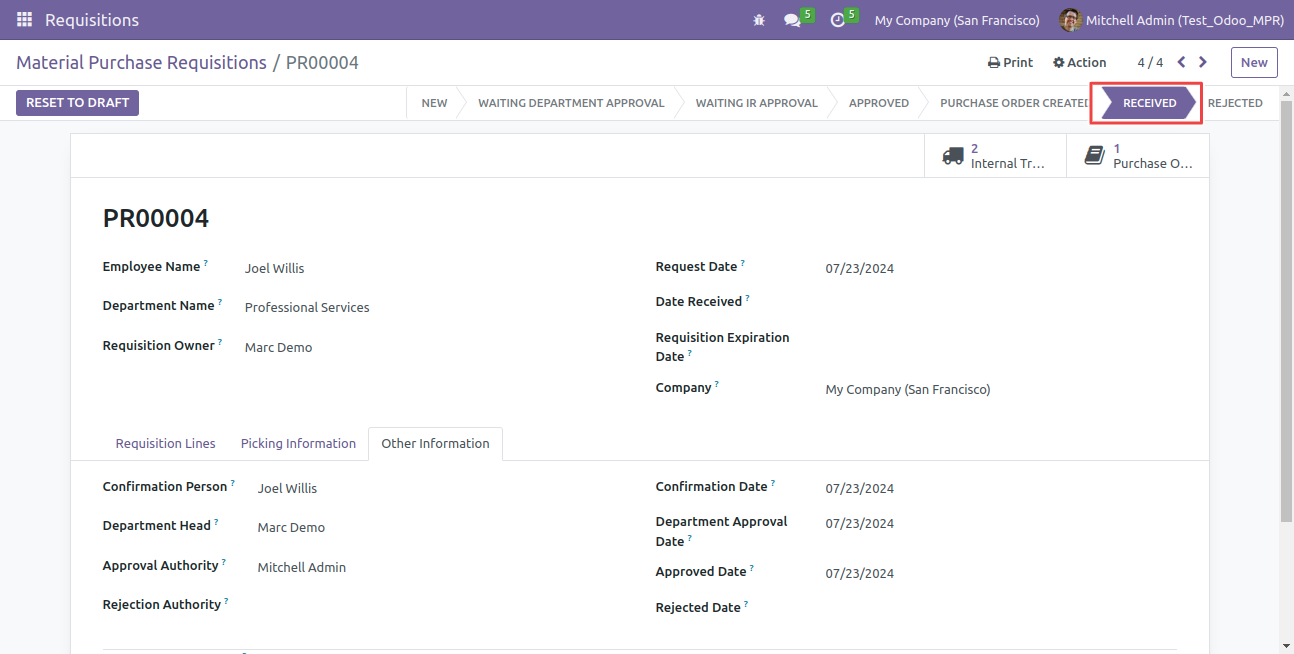 Requisitions
5
5
My Company (San Francisco)
Mitchell Admin (Test_Odoo_MPR)
Material Purchase Requisitions / PR00004
Print
Action
4 / 4
New
RESET TO DRAFT
NEW
WAITING DEPARTMENT APPROVAL
WAITING IR APPROVAL
APPROVED
PURCHASE ORDER CREATED
RECEIVED
REJECTED
2
Internal Tr...
1
Purchase O...
PR00004
Employee Name ?
Joel Willis
Department Name ?
Professional Services
Requisition Owner ?
Marc Demo
Request Date ?
07/23/2024
Date Received ?
Requisition Expiration
Date ?
Company ?
My Company (San Francisco)
Requisition Lines
Picking Information
Other Information
Confirmation Person ?
Joel Willis
Department Head ?
Marc Demo
Approval Authority ?
Mitchell Admin
Rejection Authority ?
Confirmation Date ?
07/23/2024
Department Approval
Date ?
07/23/2024
Approved Date ?
07/23/2024
Rejected Date ?